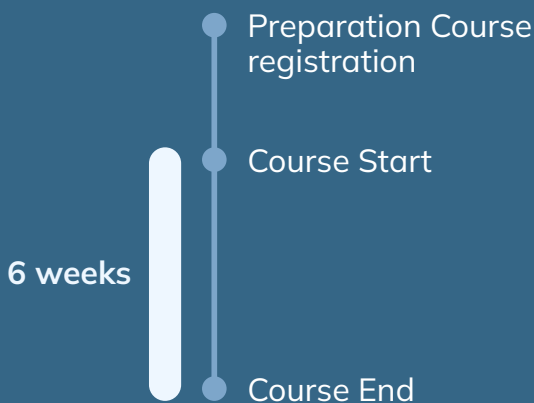 Preparation Course
registration
Course Start
6 weeks
Course End